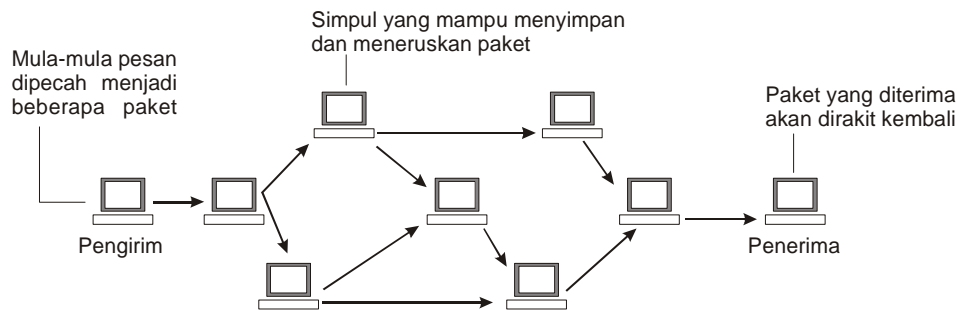 Simpul yang mampu menyimpan
dan meneruskan paket
Mula-mula pesan
dipecah menjadi
beberapa paket
Paket yang diterima
akan dirakit kembali
Pengirim
Penerima